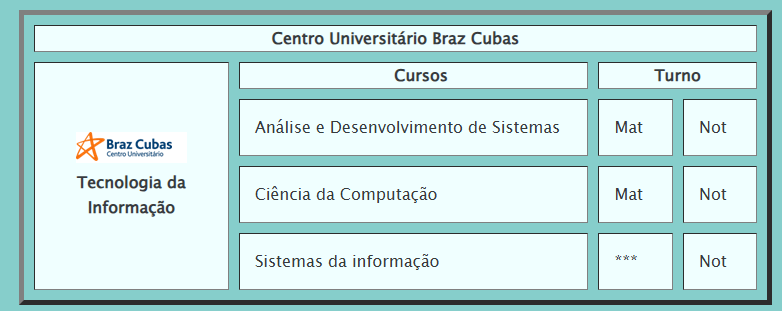 Centro Universitário Braz Cubas
Braz Cubas
Centro Universitário
Tecnologia da
Informação
Cursos
Turno
Análise e Desenvolvimento de Sistemas
Mat
Not
Ciência da Computação
Mat
Not
Sistemas da informação
***
Not